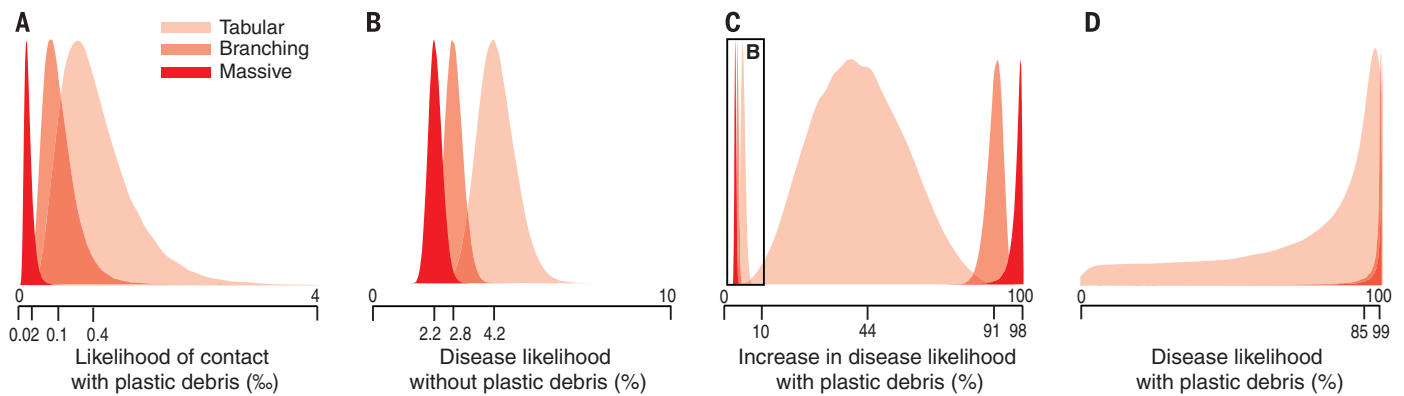 A
Tabular
Branching
Massive
0 4
0.02 0.1 0.4
Likelihood of contact
with plastic debris (‰)
B
0 10
2.2 2.8 4.2
Disease likelihood
without plastic debris (%)
C
B
0 100
10 44 91 98
Increase in disease likelihood
with plastic debris (%)
D
0 100
85 99
Disease likelihood
with plastic debris (%)